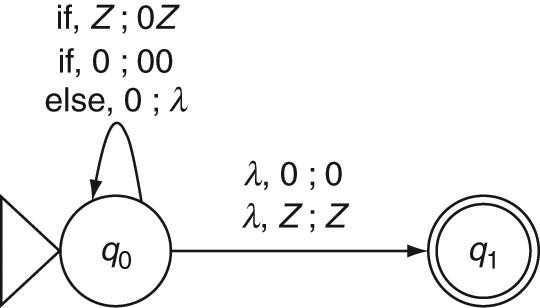 if, Z ; 0Z
if, 0 ; 00
else, 0 ; λ
λ, 0 ; 0
λ, Z ; Z
q₀
q₁